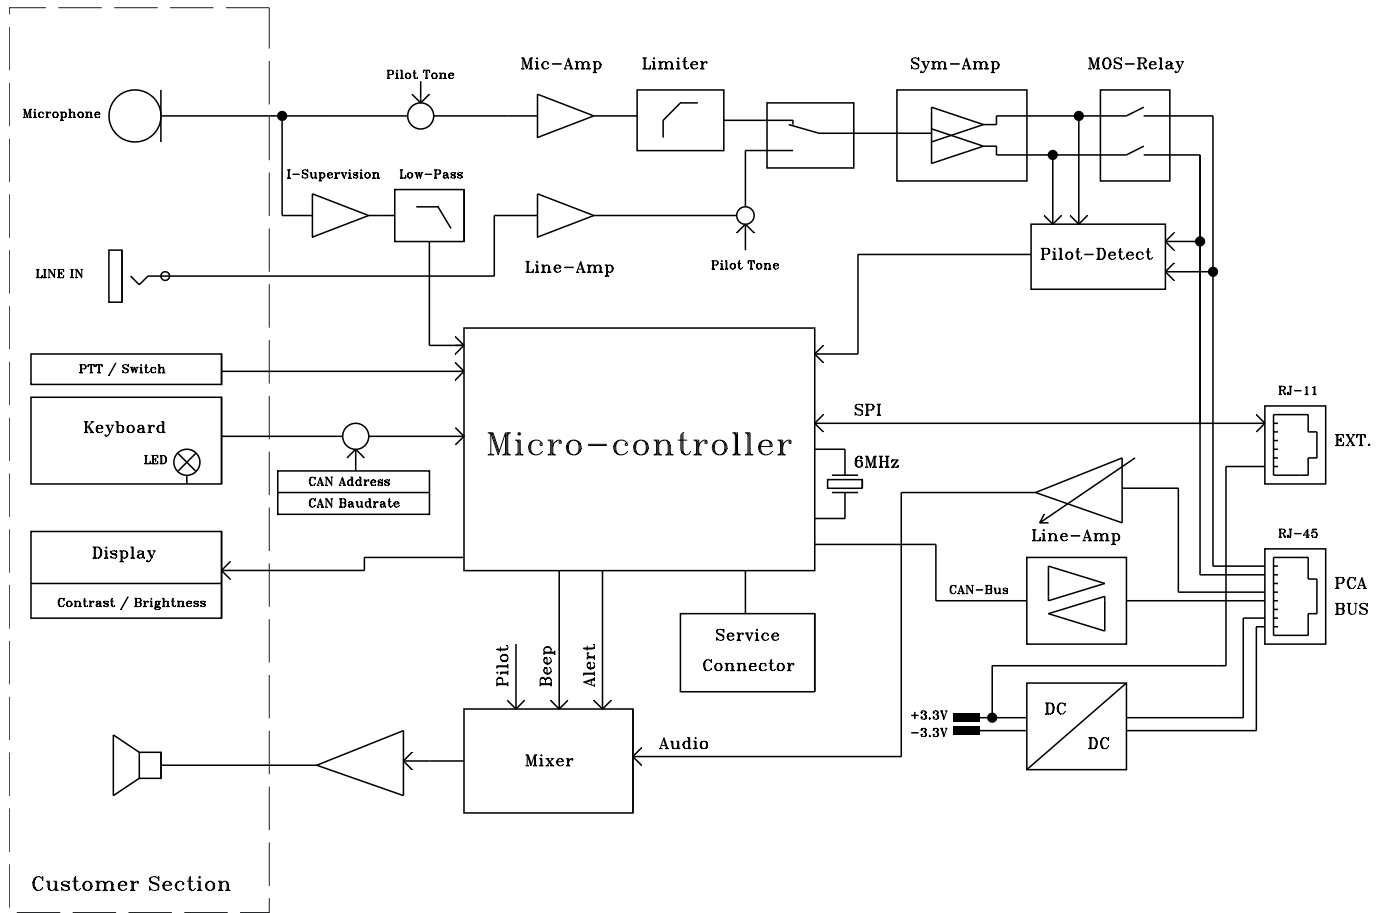 Pilot Tone
Mic-Amp
Limiter
Sym-Amp
MOS-Relay
Microphone
I-Supervision
Low-Pass
LINE IN
Line-Amp
Pilot Tone
Pilot-Detect
PTT / Switch
Keyboard
LED
CAN Address
CAN Baudrate
Micro-controller
SPI
6MHz
RJ-11
EXT.
Line-Amp
RJ-45
PCA
BUS
Display
Contrast / Brightness
CAN-Bus
Service
Connector
Pilot
Beep
Alert
+3.3V
-3.3V
DC
DC
Audio
Mixer
Customer Section